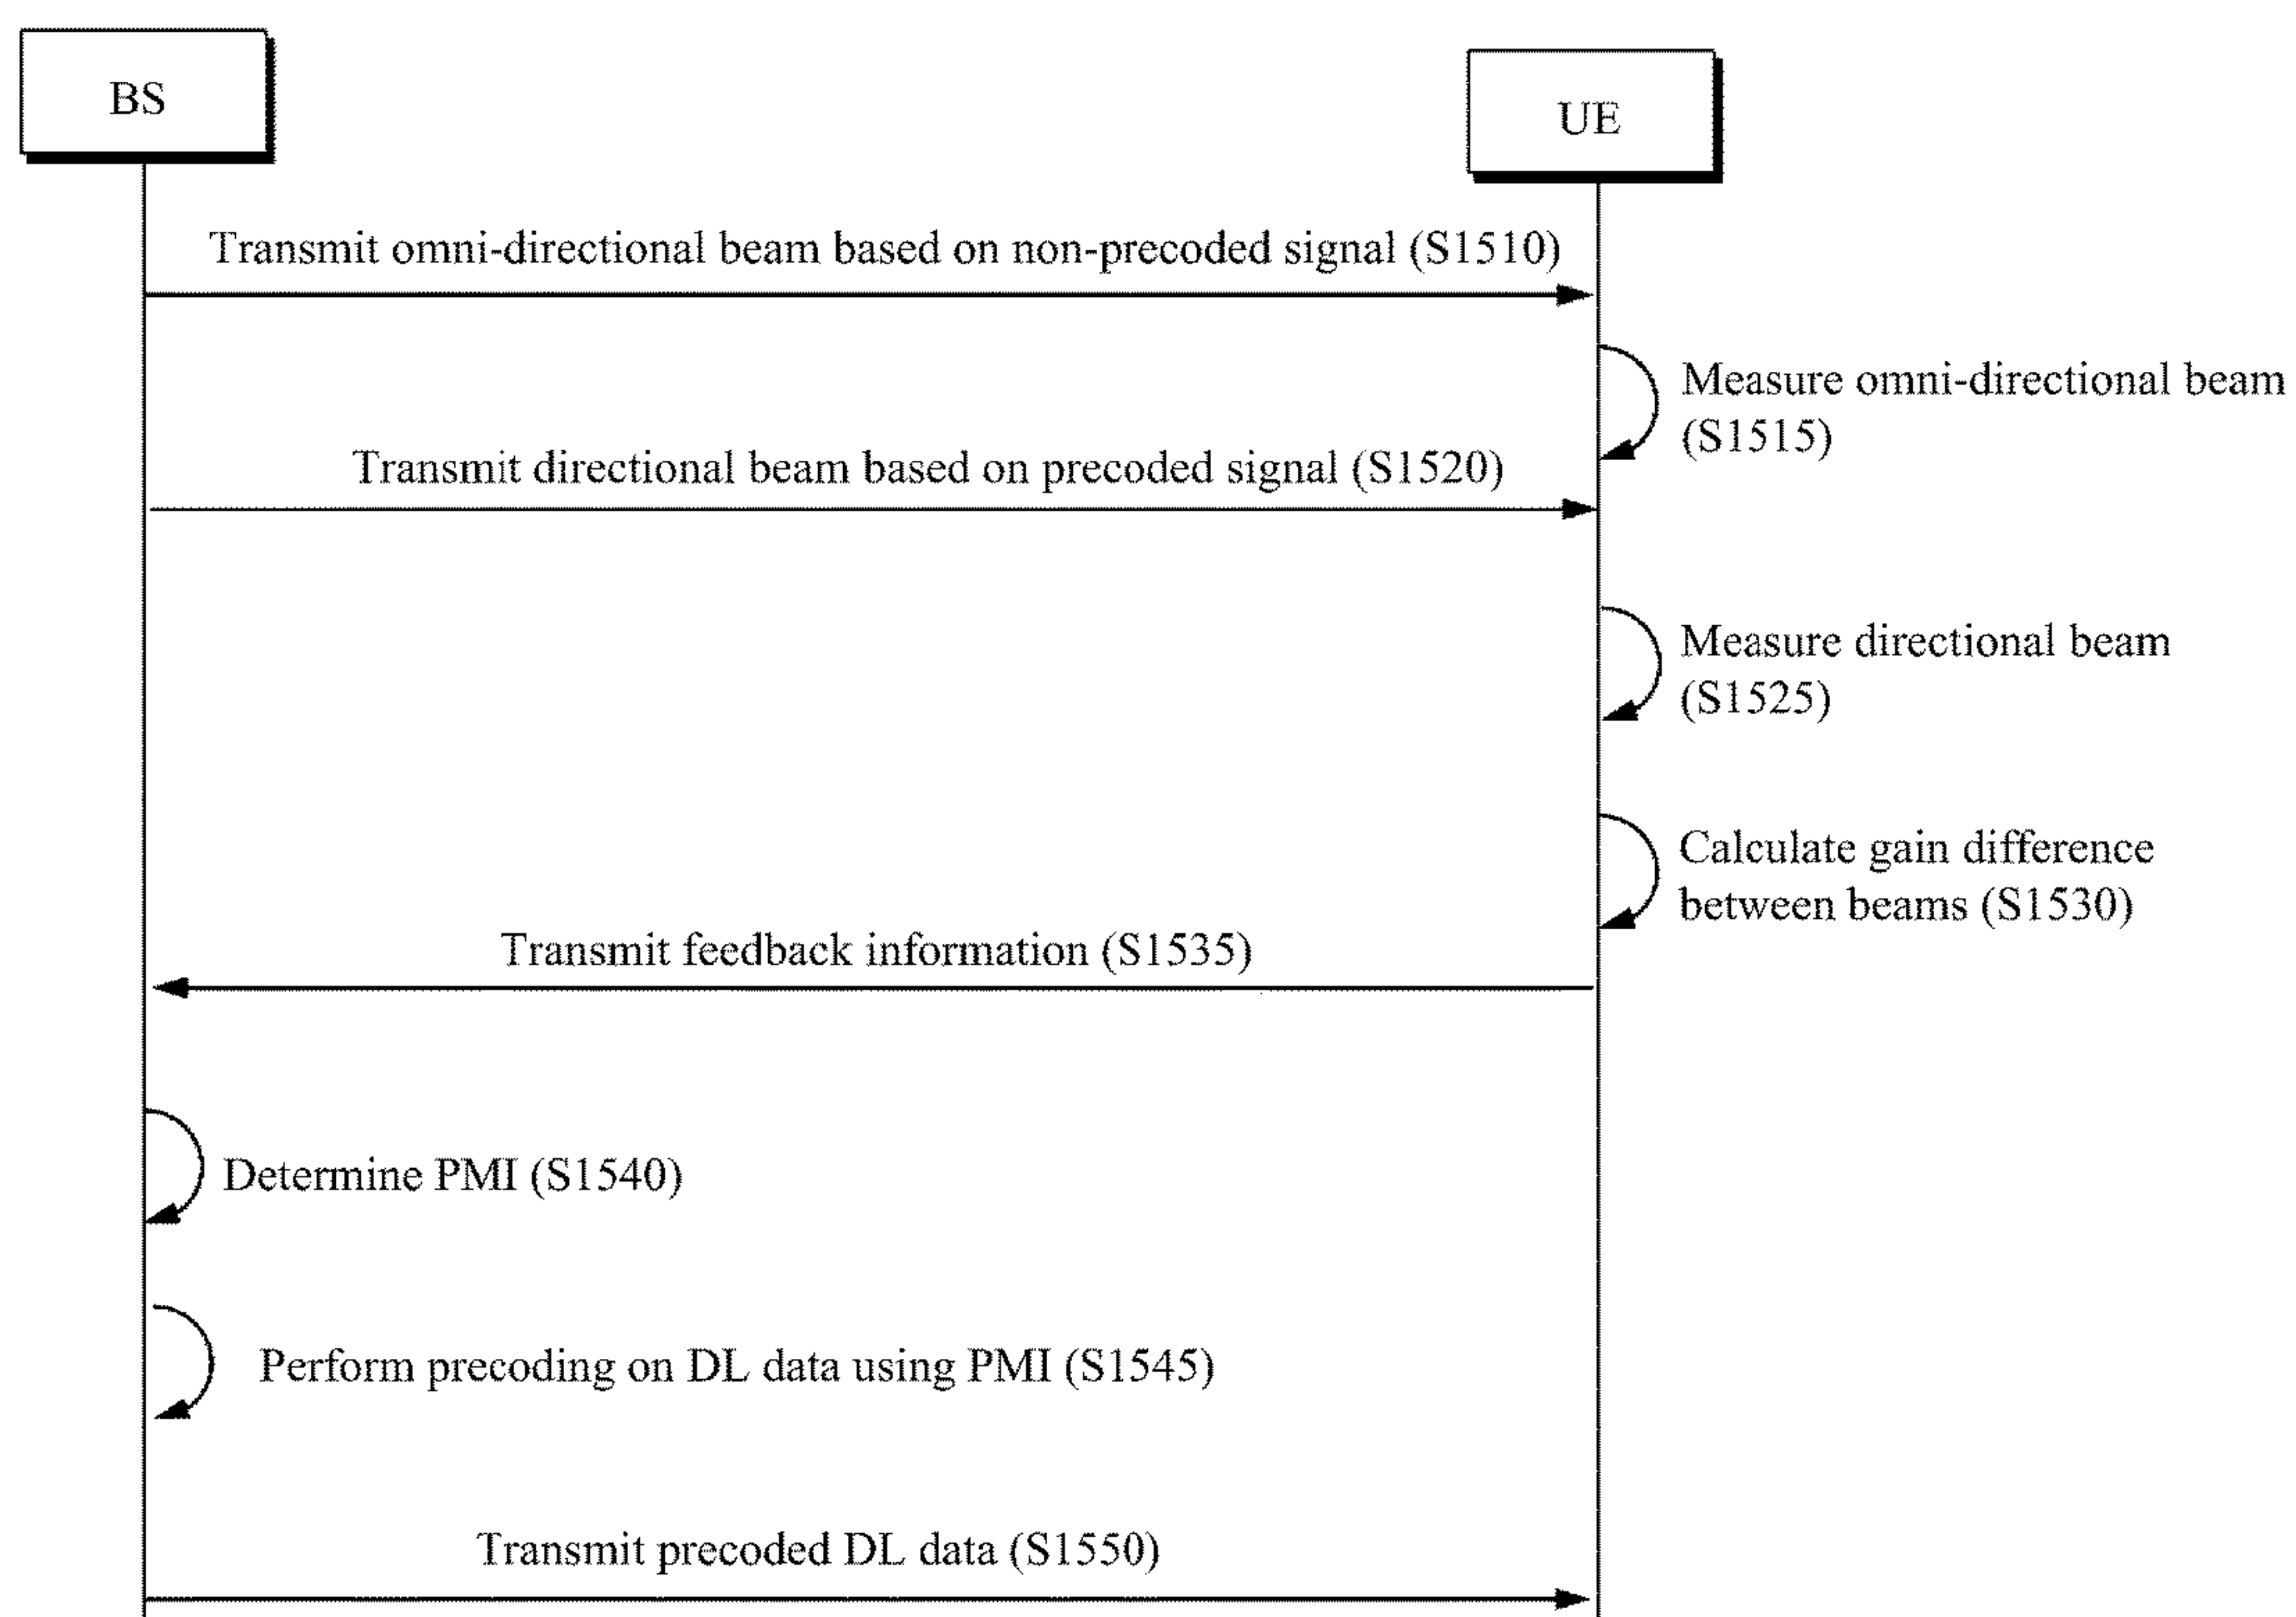 BS
UE
Transmit omni-directional beam based on non-precoded signal (S1510)
Measure omni-directional beam
(S1515)
Transmit directional beam based on precoded signal (S1520)
Measure directional beam
(S1525)
Calculate gain difference
between beams (S1530)
Transmit feedback information (S1535)
Determine PMI (S1540)
Perform precoding on DL data using PMI (S1545)
Transmit precoded DL data (S1550)